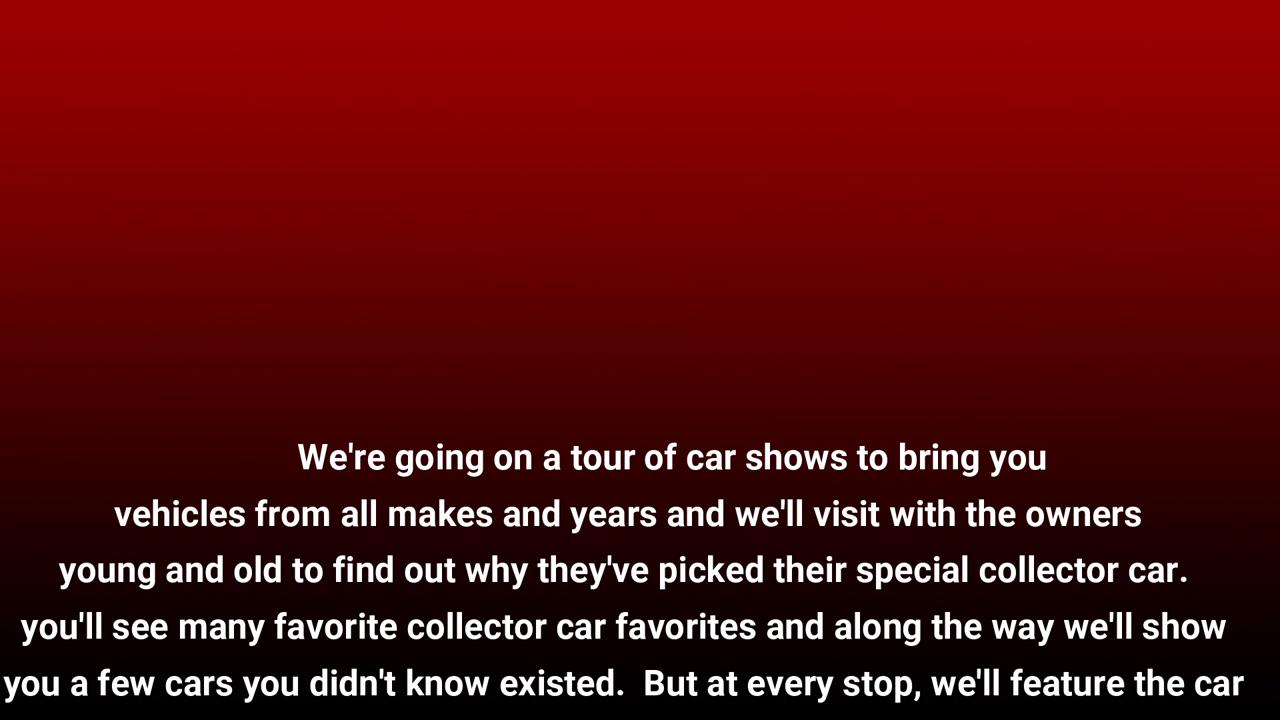 We're going on a tour of car shows to bring you
vehicles from all makes and years and we'll visit with the owners
young and old to find out why they've picked their special collector car.
you'll see many favorite collector car favorites and along the way we'll show
you a few cars you didn't know existed.  But at every stop, we'll feature the car